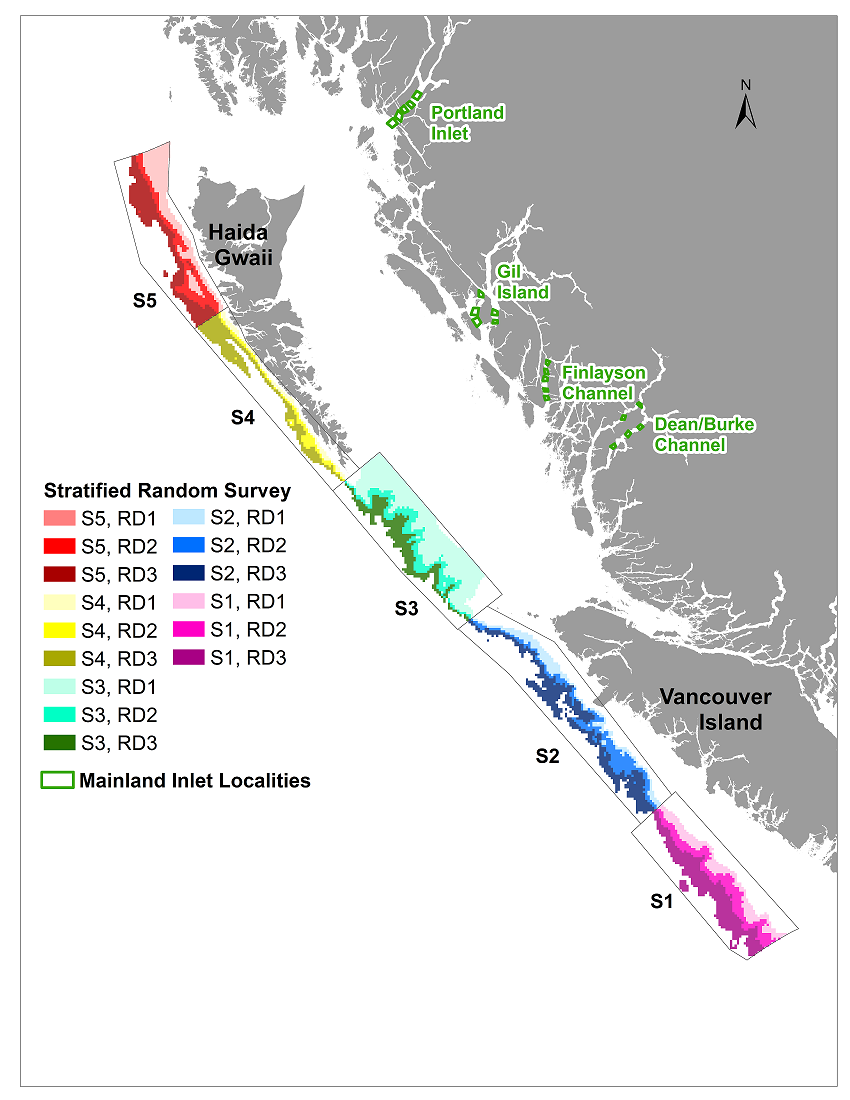 N
Portland
Inlet
Haida
Gwaii
Gil
Island
S5
Finlayson
Channel
S4
Dean/Burke
Channel
Stratified Random Survey
S5, RD1
S2, RD1
S5, RD2
S2, RD2
S5, RD3
S2, RD3
S4, RD1
S1, RD1
S4, RD2
S1, RD2
S4, RD3
S1, RD3
S3, RD1
S3, RD2
S3, RD3
Mainland Inlet Localities
S3
Vancouver
Island
S2
S1